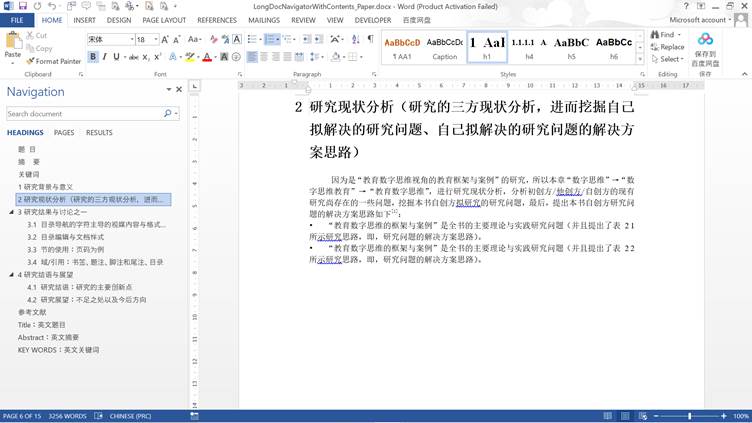 LongDocNavigatorWithContents_Paper.docx - Word (Product Activation Failed)
FILE HOME INSERT DESIGN PAGE LAYOUT REFERENCES MAILINGS REVIEW VIEW DEVELOPER 百度网盘 Microsoft account
Paste Cut Copy Format Painter
宋体 18
AaBbCcD AaBbCcDc 1 AaI 1.1.1.1 A AaBbC AaBbCc
¶ AA1 Caption h1 h4 h5 h6
Find Replace Select
保存到 百度网盘
Clipboard Font Paragraph Styles Editing 保存
Navigation
Search document
HEADINGS PAGES RESULTS
题 目
摘 要
关键词
1 研究背景与意义
2 研究现状分析（研究的三方现状分析，进而...
3 研究结果与讨论之一
3.1 目录导航的字符主导的视媒内容与格式...
3.2 目录编辑与文档样式
3.3 节的使用：页码为例
3.4 域/引用：书签、题注、脚注和尾注、目录
4 研究结语与展望
4.1 研究结语：研究的主要创新点
4.2 研究展望：不足之处以及今后方向
参考文献
Title：英文题目
Abstract：英文摘要
KEY WORDS：英文关键词
2 研究现状分析（研究的三方现状分析，进而挖掘自己
拟解决的研究问题、自己拟解决的研究问题的解决方
案思路）
因为是“教育数字思维视角的教育框架与案例”的研究，所以本章“数字思维”→“数
字思维教育”→“教育数字思维”，进行研究现状分析，分析初创方/他创方/自创方的现有
研究尚存在的一些问题，挖掘本书自创方拟研究的研究问题，最后，提出本书自创方研究问
题的解决方案思路如下：
• “教育数字思维的框架与案例”是全书的主要理论与实践研究问题（并且提出了表 2 1
所示研究思路，即，研究问题的解决方案思路）。
• “教育数字思维的框架与案例”是全书的主要理论与实践研究问题（并且提出了表 2 2
所示研究思路，即，研究问题的解决方案思路）。
PAGE 6 OF 15 3256 WORDS CHINESE (PRC) 100%